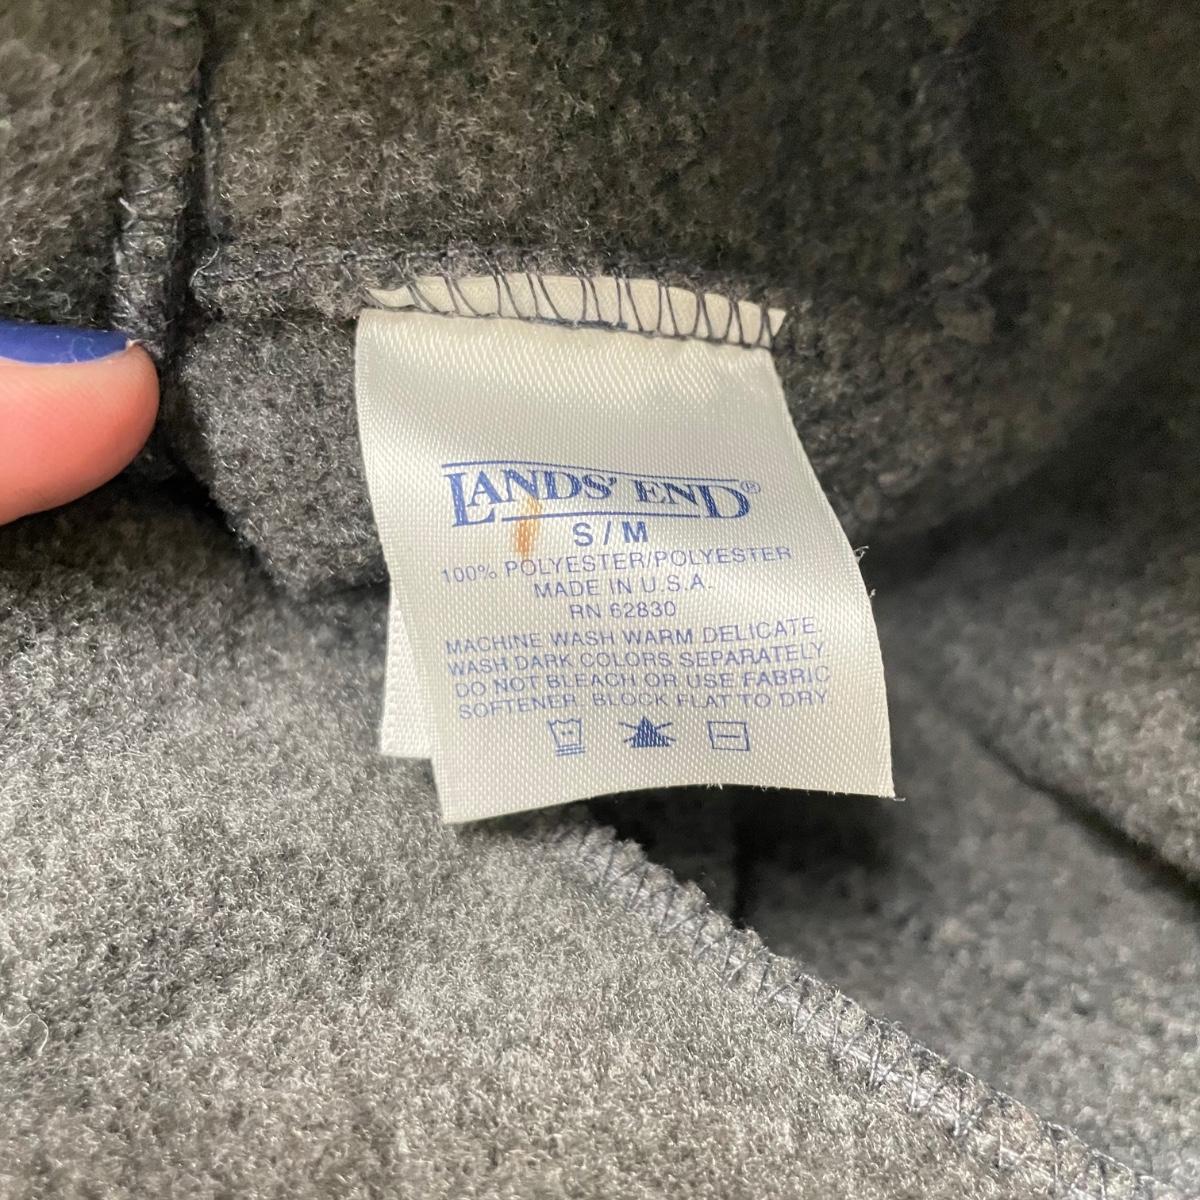 LANDS' END®
S/M
100% POLYESTER/POLYESTER
MADE IN U.S.A.
RN 62830
MACHINE WASH WARM DELICATE
WASH DARK COLORS SEPARATELY.
DO NOT BLEACH OR USE FABRIC
SOFTENER. BLOCK FLAT TO DRY.